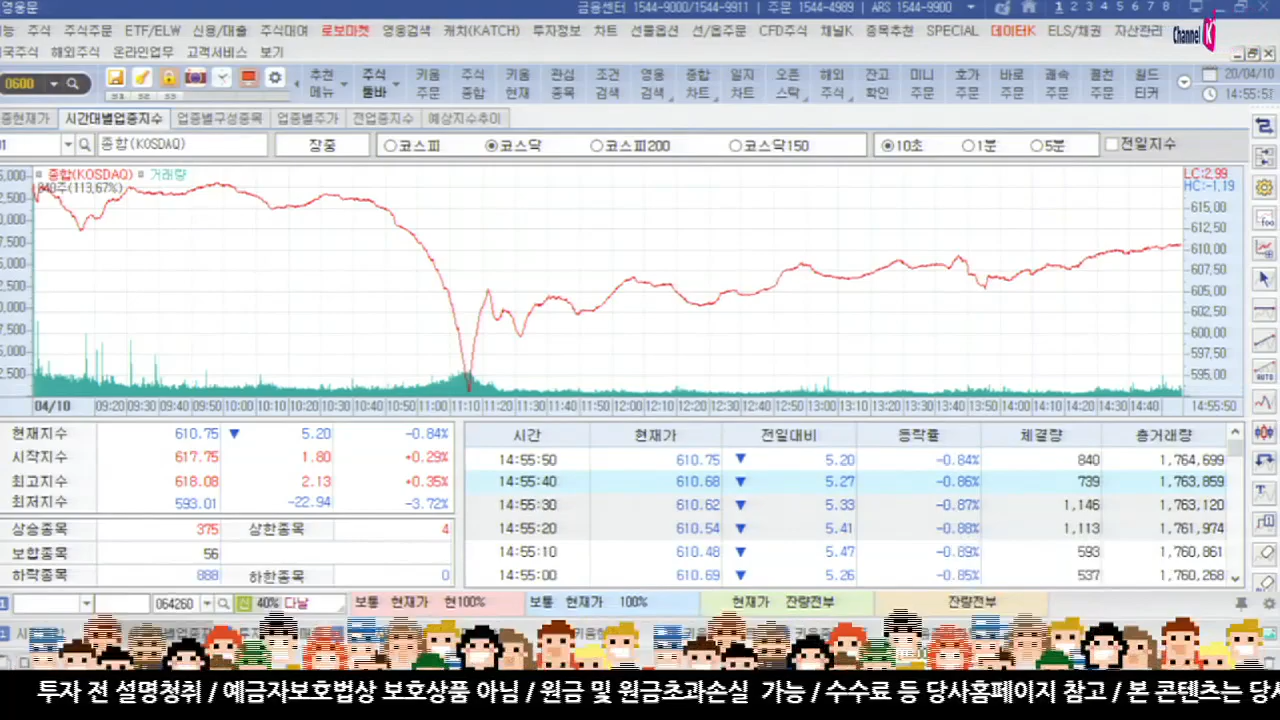 영웅문
금융센터 1544-9000/1544-9911 | 주문 1544-4989 | ARS 1544-9900
1 2 3 4 5 6 7 8
주식 주식주문 ETF/ELW 신용/대출 주식대여 로보마켓 영웅검색 캐치(KATCH) 투자정보 차트 선물옵션 선/옵주문 CFD주식 채널K 종목추천 SPECIAL 데이터K ELS/채권 자산관리
Channel K
해외주식 온라인업무 고객서비스 보기
0600
추천 주식 키움 주식 키움 관심 조건 영웅 종합 일지 오픈 해외 잔고 미니 호가 바로 쾌속 월드 20/04/10
메뉴 툴바 주문 종합 현재 종목 검색 검색 차트 차트 스탁 주식 확인 주문 주문 주문 주문 주문 티커 14:55:51
시간대별업종지수 업종별구성종목 업종별주가 전업종지수 예상지수추이
종합(KOSDAQ) 장중 코스피 코스닥 코스피200 코스닥150 10초 1분 5분 전일지수
종합(KOSDAQ) 거래량
840주(113,67%)
LC:2,99
HC:-1,19
615,00
612,50
610,00
607,50
605,00
602,50
600,00
597,50
595,00
04/10 09:20 09:30 09:40 09:50 10:00 10:10 10:20 10:30 10:40 10:50 11:00 11:10 11:20 11:30 11:40 11:50 12:00 12:10 12:20 12:30 12:40 12:50 13:00 13:10 13:20 13:30 13:40 13:50 14:00 14:10 14:20 14:30 14:40 14:55:50
현재지수 610.75 ▼ 5.20 -0.84%
시작지수 617.75 1.80 +0.29%
최고지수 618.08 2.13 +0.35%
최저지수 593.01 -22.94 -3.72%
상승종목 375 상한종목 4
보합종목 56
하락종목 888 하한종목 0
시간 현재가 전일대비 등락률 체결량 총거래량
14:55:50 610.75 ▼ 5.20 -0.84% 840 1,764,699
14:55:40 610.68 ▼ 5.27 -0.86% 739 1,763,859
14:55:30 610.62 ▼ 5.33 -0.87% 1,146 1,763,120
14:55:20 610.54 ▼ 5.41 -0.88% 1,113 1,761,974
14:55:10 610.48 ▼ 5.47 -0.89% 593 1,760,861
14:55:00 610.69 ▼ 5.26 -0.85% 537 1,760,268
064260 신 40% 다날 보통 현재가 현100% 보통 현재가 100% 현재가 잔량전부 잔량전부
투자 전 설명청취 / 예금자보호법상 보호상품 아님 / 원금 및 원금초과손실 가능 / 수수료 등 당사홈페이지 참고 / 본 콘텐츠는 당사